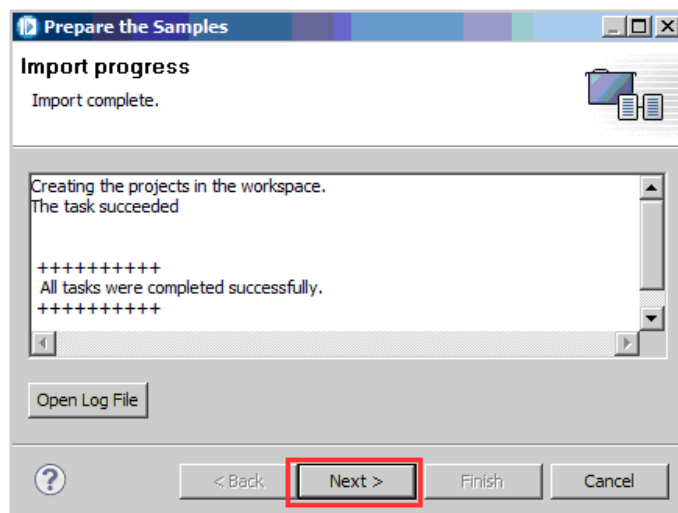 Prepare the Samples
Import progress
Import complete.
Creating the projects in the workspace.
The task succeeded
++++++++++
All tasks were completed successfully.
++++++++++
Open Log File
?
< Back
Next >
Finish
Cancel